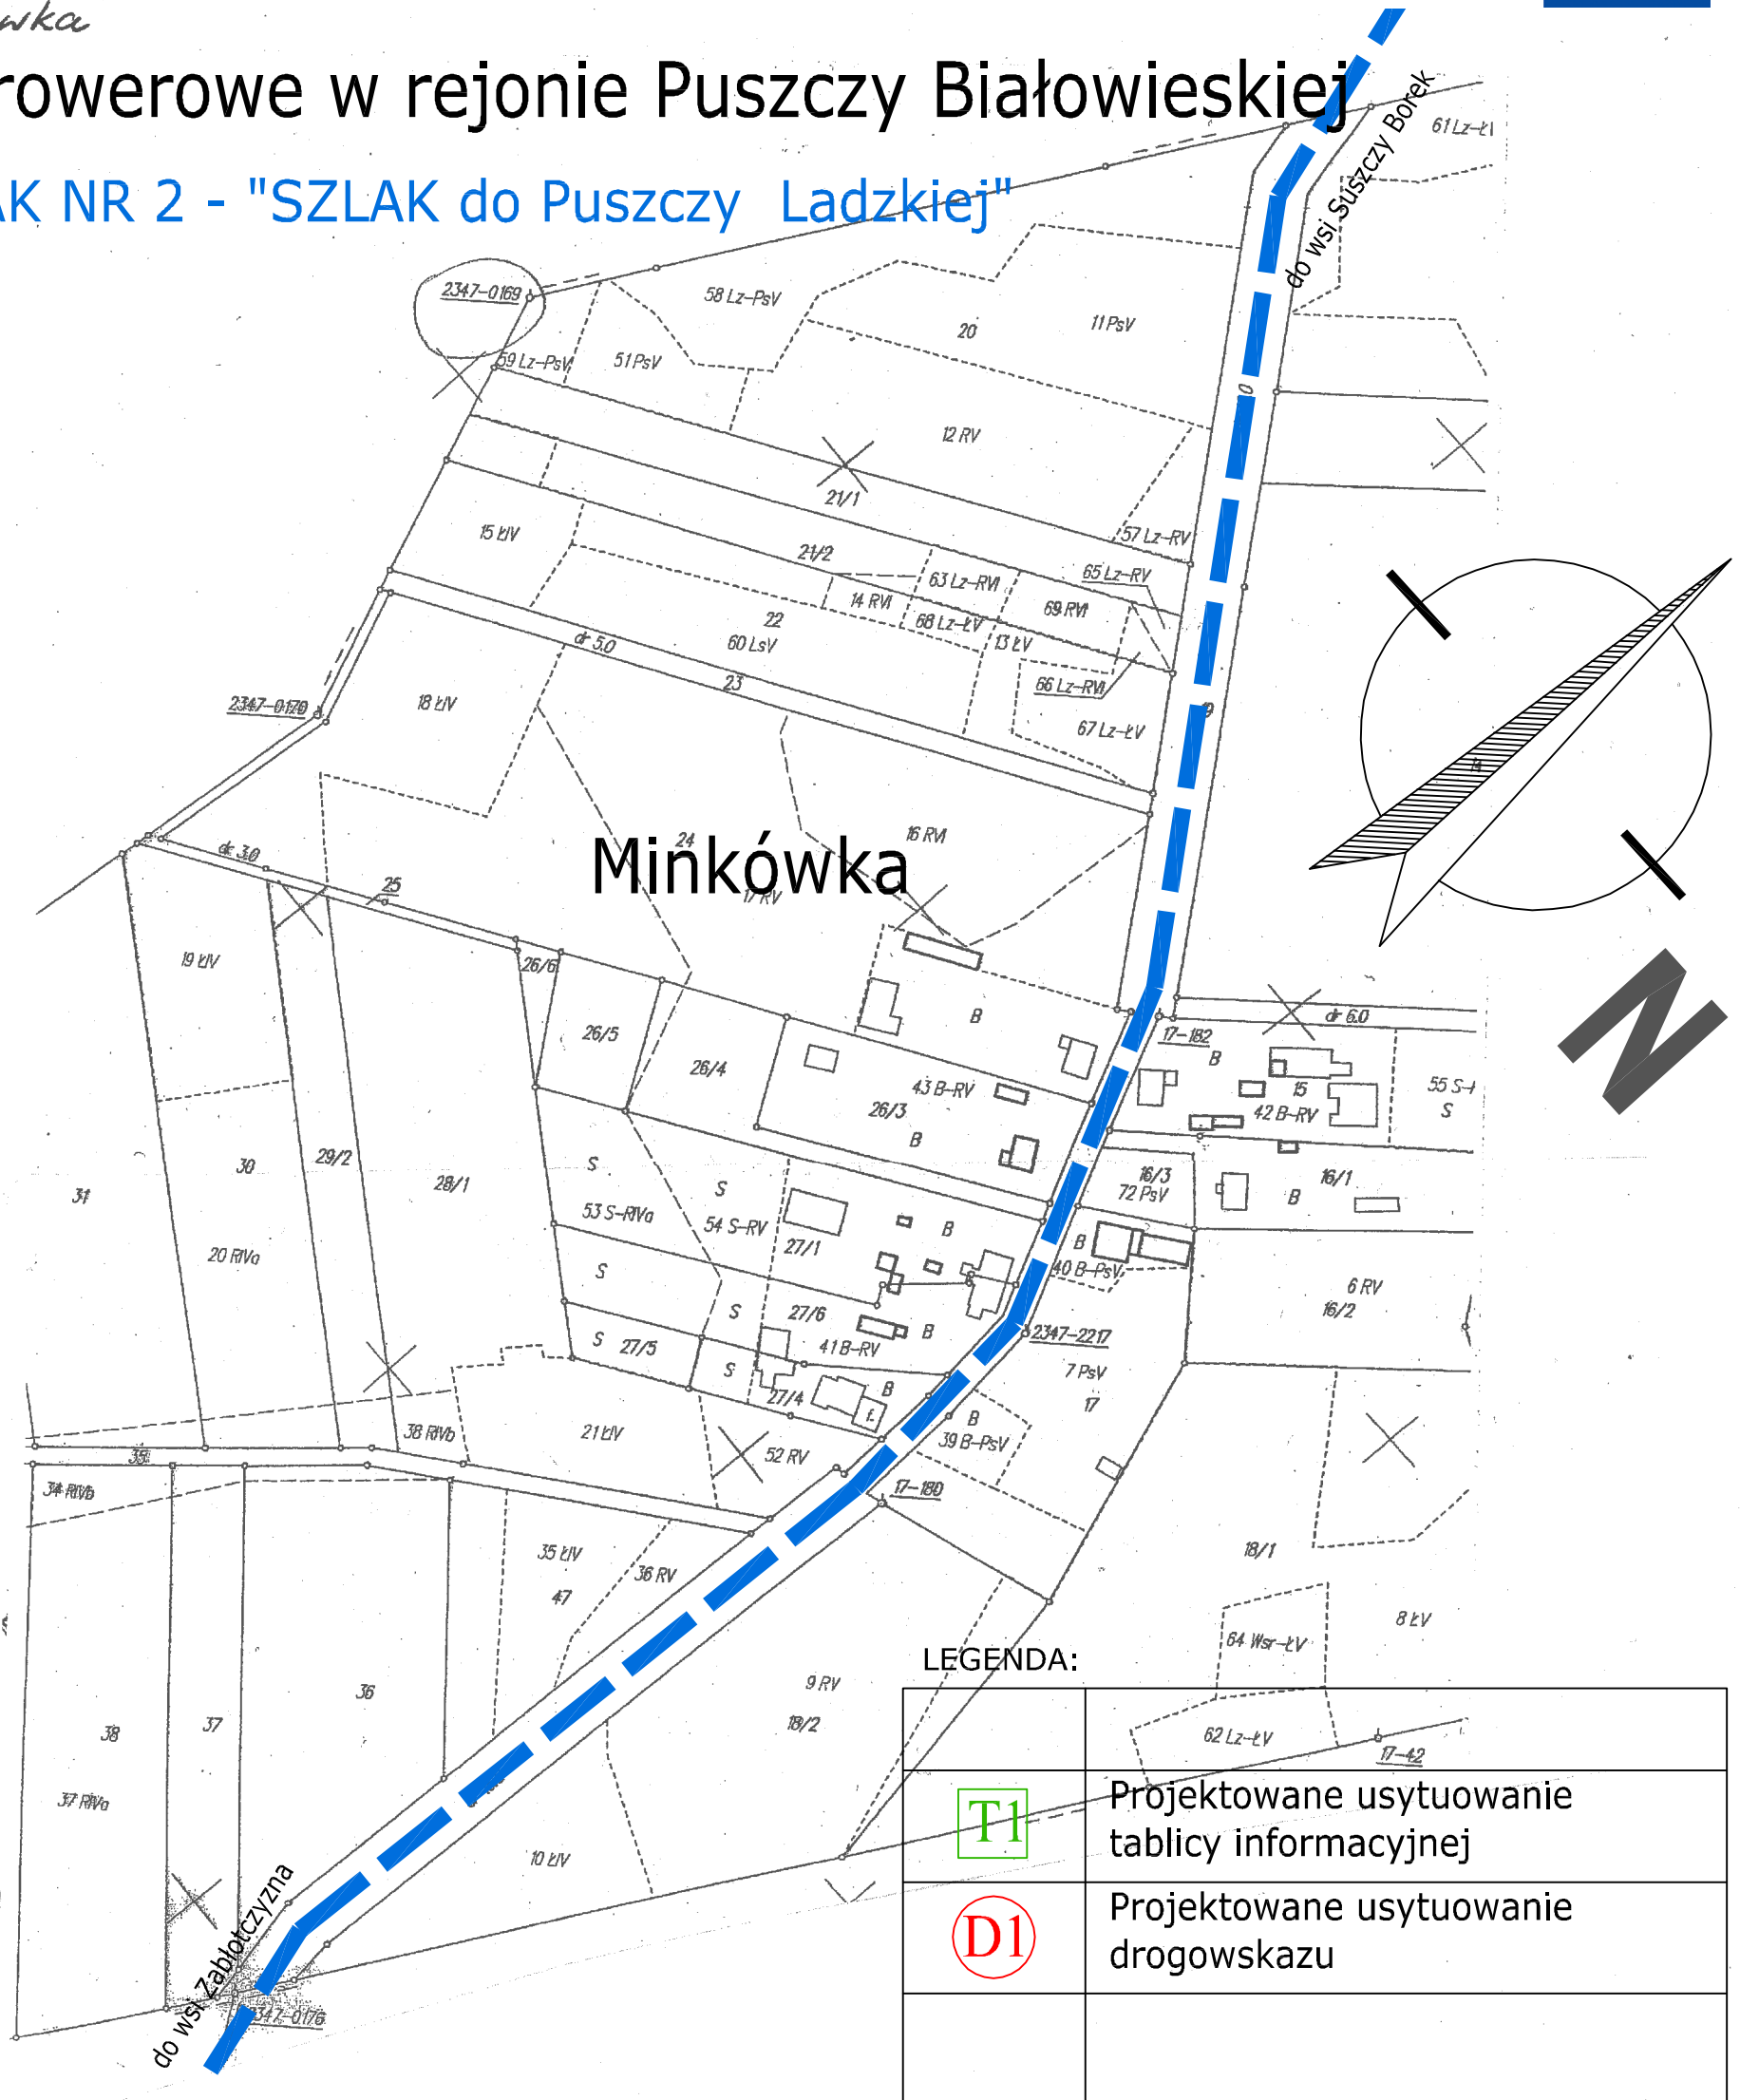 wka
rowerowe w rejonie Puszczy Białowieskiej
AK NR 2 - "SZLAK do Puszczy Ladzkiej"
do wsi Suszczy Borek
61 Lz-Ł
2347-0169
58 Lz-PsV
20
11 PsV
59 Lz-PsV
51 PsV
12 RV
21/1
57 Lz-RV
15 ŁIV
21/2
63 Lz-RVI
65 Lz-RV
14 RVI
69 RVI
22
68 Lz-ŁV
60 LsV
13 ŁV
dr 5.0
23
66 Lz-RVI
2347-0170
18 ŁIV
67 Lz-ŁV
24
16 RVI
Minkówka
17 RV
dr 3.0
25
19 ŁIV
26/6
26/5
B
dr 6.0
17-182
B
26/4
43 B-RV
15
55 S-
26/3
42 B-RV
S
B
30
29/2
28/1
31
S
S
16/3
72 PsV
16/1
B
53 S-RIVa
54 S-RV
27/1
B
B
20 RIVa
S
40 B-PsV
6 RV
16/2
S
27/6
B
2347-2217
S
27/5
41 B-RV
7 PsV
S
27/4
B
17
f.
B
38 RIVb
21 ŁIV
39 B-PsV
52 RV
35
34 RIVb
17-180
35 ŁIV
36 RV
18/1
47
8 ŁV
64 Wsr-ŁV
LEGENDA:
9 RV
36
37
38
18/2
62 Lz-ŁV
17-42
37 RIVa
T1
Projektowane usytuowanie
tablicy informacyjnej
10 ŁIV
D1
Projektowane usytuowanie
drogowskazu
do wsi Zabłotczyzna
2347-0176
N